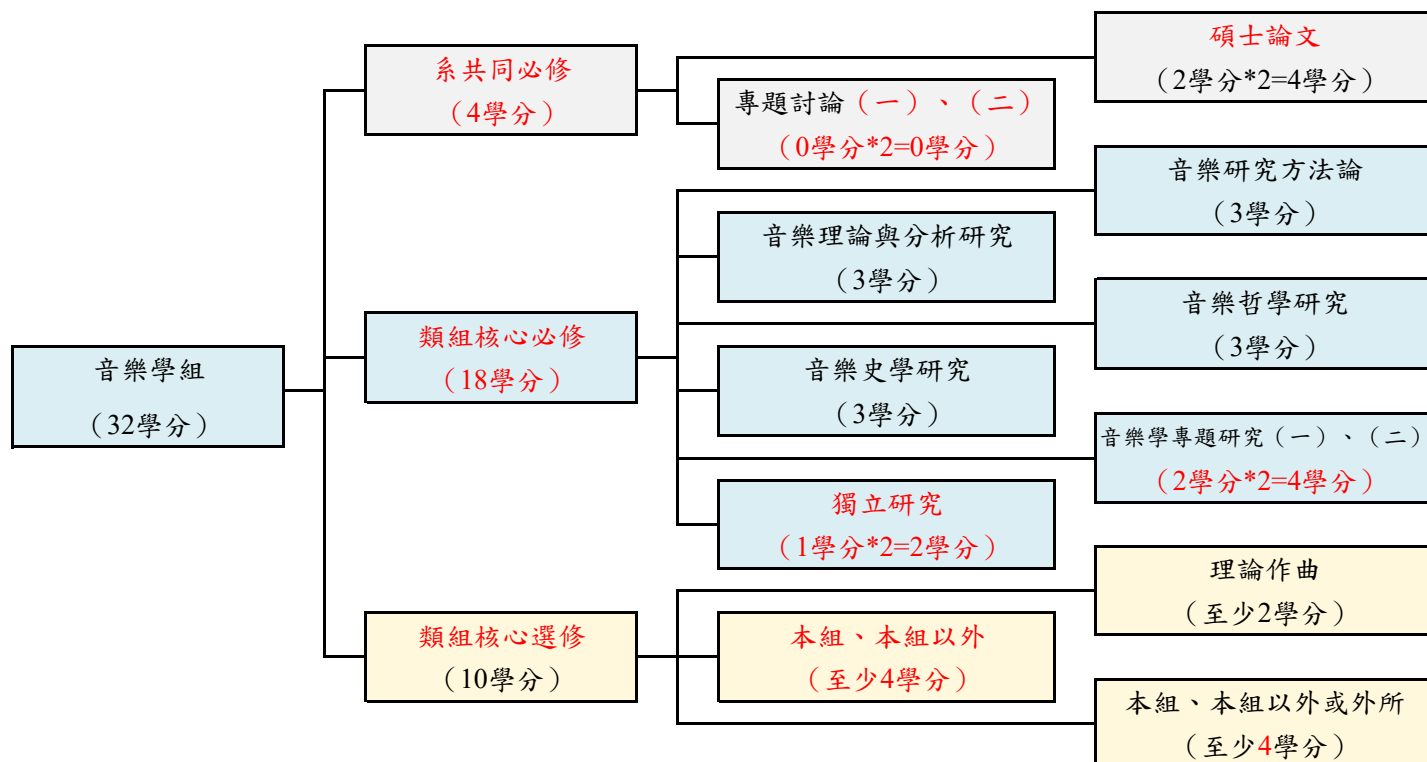 音樂學組
（32學分）
系共同必修
（4學分）
碩士論文
（2學分*2=4學分）
專題討論（一）、（二）
（0學分*2=0學分）
類組核心必修
（18學分）
音樂研究方法論
（3學分）
音樂理論與分析研究
（3學分）
音樂哲學研究
（3學分）
音樂史學研究
（3學分）
音樂學專題研究（一）、（二）
（2學分*2=4學分）
獨立研究
（1學分*2=2學分）
類組核心選修
（10學分）
理論作曲
（至少2學分）
本組、本組以外
（至少4學分）
本組、本組以外或外所
（至少4學分）